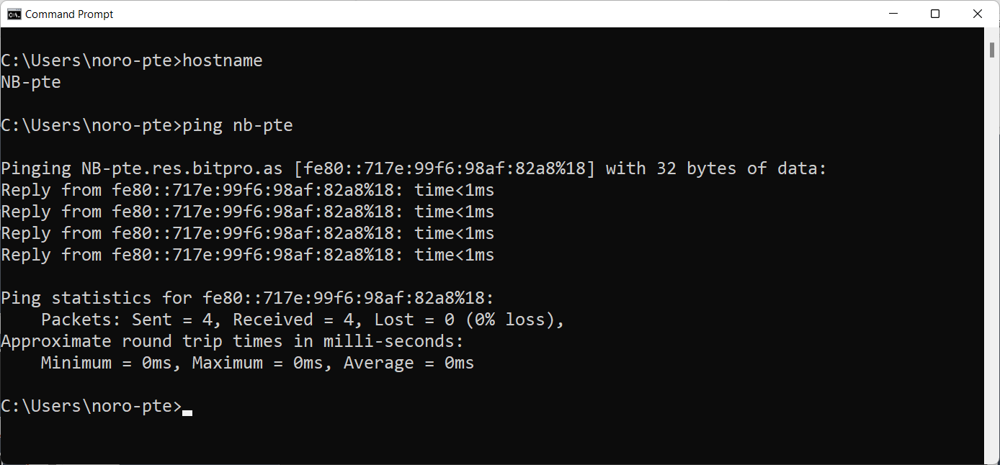 Command Prompt
C:\Users\noro-pte>hostname
NB-pte
C:\Users\noro-pte>ping nb-pte
Pinging NB-pte.res.bitpro.as [fe80::717e:99f6:98af:82a8%18] with 32 bytes of data:
Reply from fe80::717e:99f6:98af:82a8%18: time<1ms
Reply from fe80::717e:99f6:98af:82a8%18: time<1ms
Reply from fe80::717e:99f6:98af:82a8%18: time<1ms
Reply from fe80::717e:99f6:98af:82a8%18: time<1ms
Ping statistics for fe80::717e:99f6:98af:82a8%18:
    Packets: Sent = 4, Received = 4, Lost = 0 (0% loss),
Approximate round trip times in milli-seconds:
    Minimum = 0ms, Maximum = 0ms, Average = 0ms
C:\Users\noro-pte>